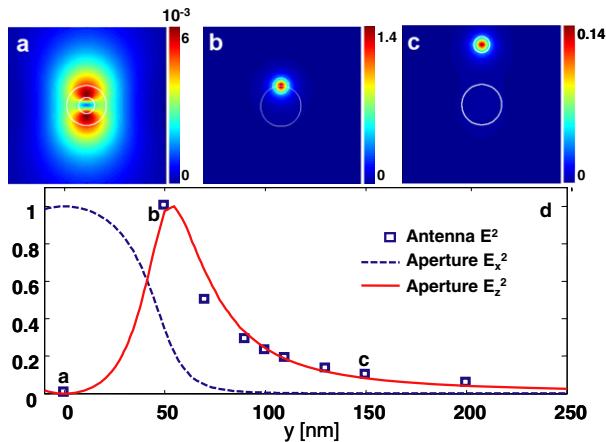 a
10⁻³
6
0
b
1.4
0
c
0.14
0
1
0.8
0.6
0.4
0.2
0
a
b
c
d
Antenna E²
Aperture Eₓ²
Aperture E_z²
0 50 100 150 200 250
y [nm]